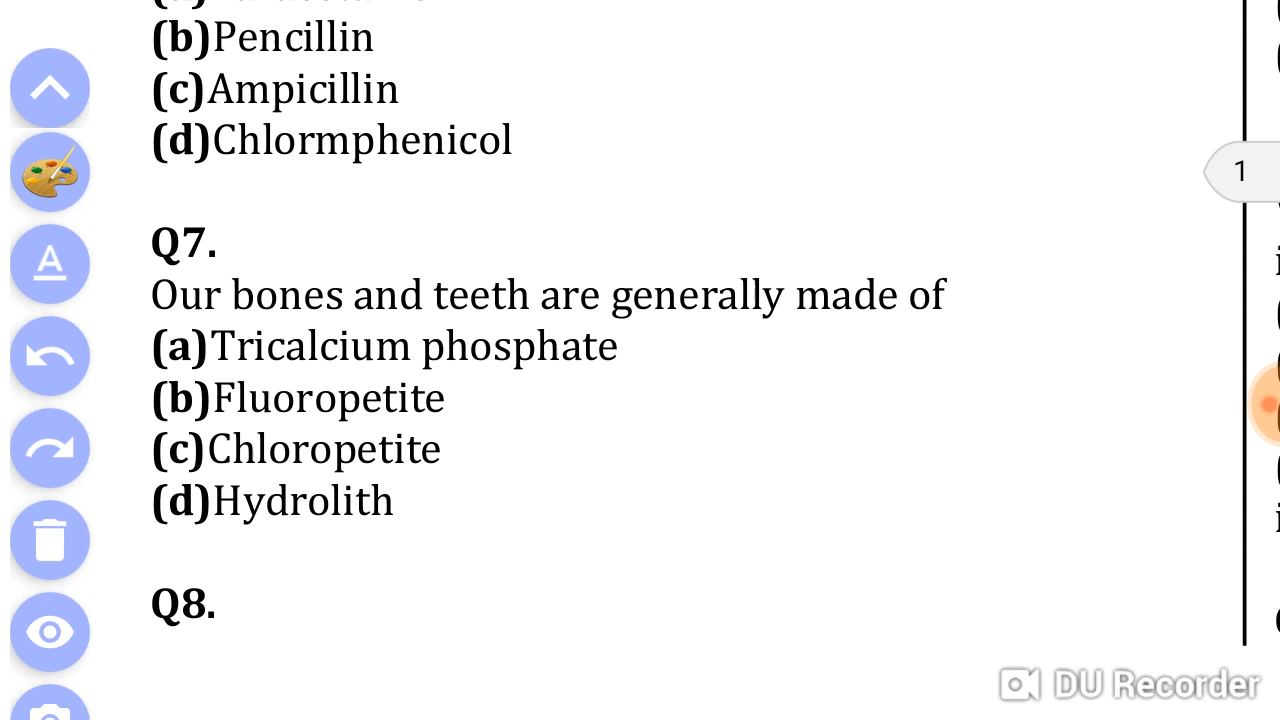 (b)Pencillin
(c)Ampicillin
(d)Chlormphenicol
Q7.
Our bones and teeth are generally made of
(a)Tricalcium phosphate
(b)Fluoropetite
(c)Chloropetite
(d)Hydrolith
Q8.
1
A
DU Recorder